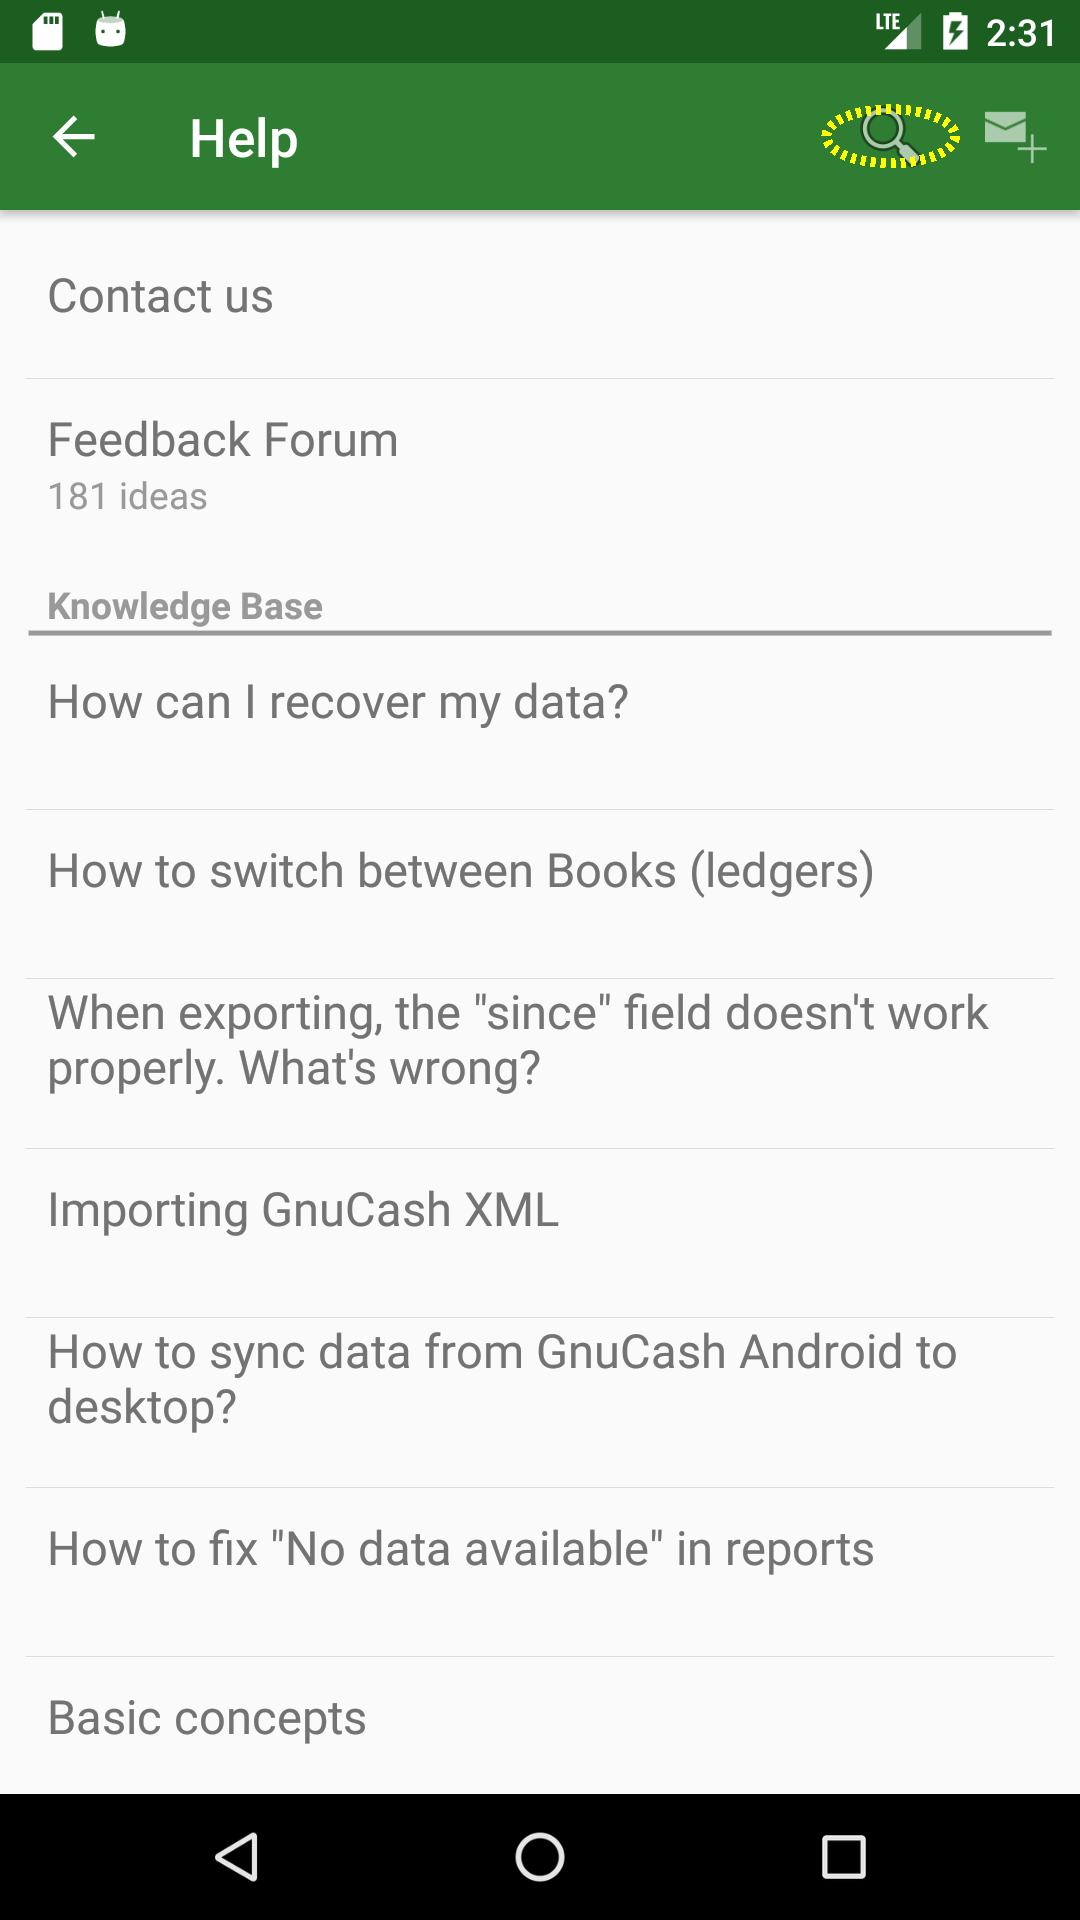 LTE 2:31
Help
Contact us
Feedback Forum
181 ideas
Knowledge Base
How can I recover my data?
How to switch between Books (ledgers)
When exporting, the "since" field doesn't work
properly. What's wrong?
Importing GnuCash XML
How to sync data from GnuCash Android to
desktop?
How to fix "No data available" in reports
Basic concepts